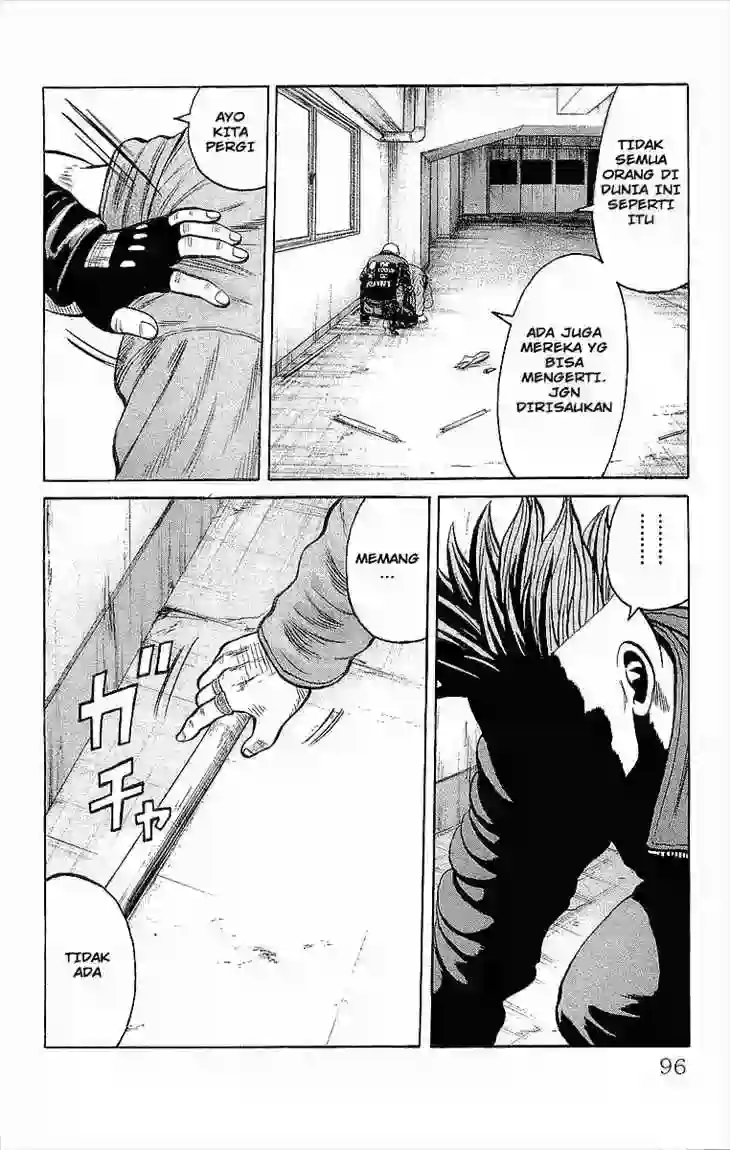 TIDAK
SEMUA
ORANG DI
DUNIA INI
SEPERTI
ITU
ADA JUGA
MEREKA YG
BISA
MENGERTI.
JGN
DIRISAUKAN
AYO
KITA
PERGI
MEMANG
...
ガチャ
TIDAK
ADA
96